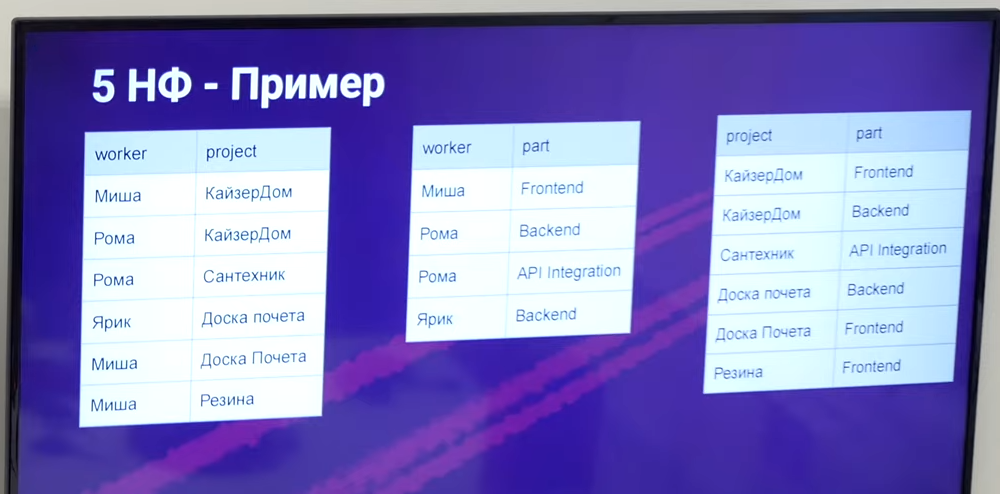 5 НФ - Пример
worker project
Миша КайзерДом
Рома КайзерДом
Рома Сантехник
Ярик Доска почета
Миша Доска Почета
Миша Резина
worker part
Миша Frontend
Рома Backend
Рома API Integration
Ярик Backend
project part
КайзерДом Frontend
КайзерДом Backend
Сантехник API Integration
Доска почета Backend
Доска Почета Frontend
Резина Frontend